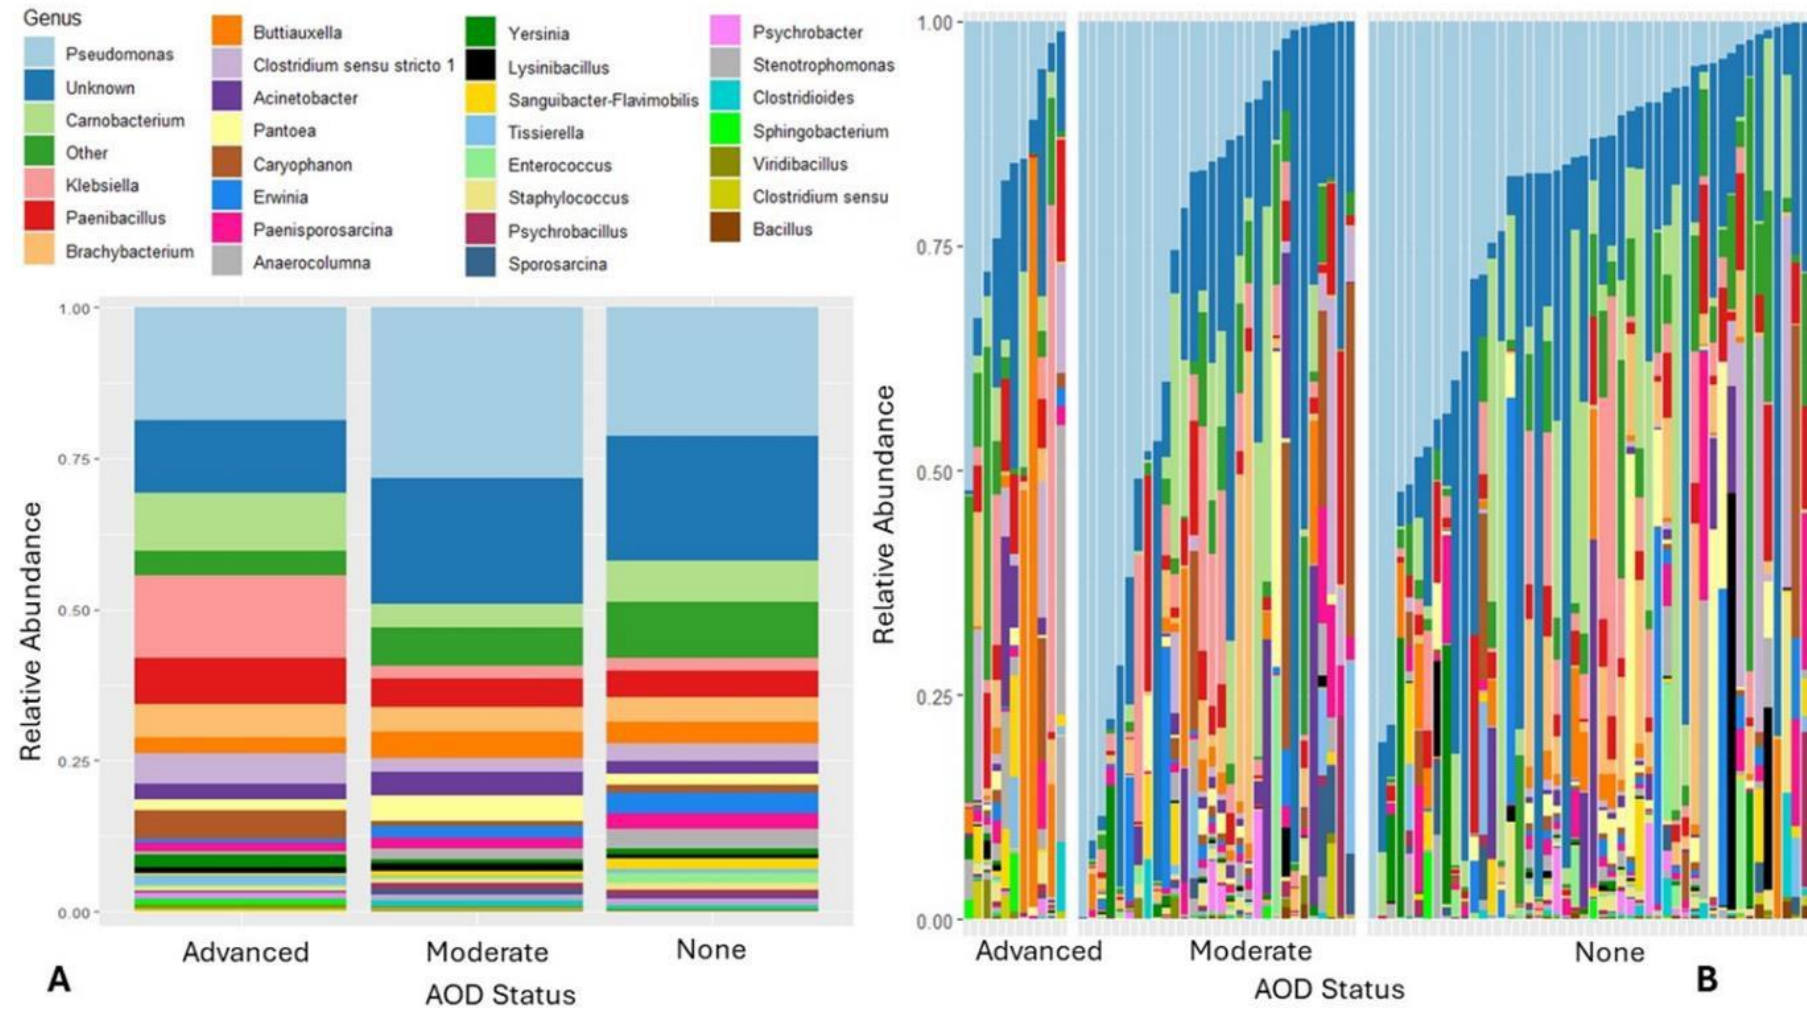 Genus
Pseudomonas
Unknown
Carnobacterium
Other
Klebsiella
Paenibacillus
Brachybacterium
Buttiauxella
Clostridium sensu stricto 1
Acinetobacter
Pantoea
Caryophanon
Erwinia
Paenisporosarcina
Anaerocolumna
Yersinia
Lysinibacillus
Sanguibacter-Flavimobilis
Tissierella
Enterococcus
Staphylococcus
Psychrobacillus
Sporosarcina
Psychrobacter
Stenotrophomonas
Clostridioides
Sphingobacterium
Viridibacillus
Clostridium sensu
Bacillus
1.00
0.75
0.50
0.25
0.00
Relative Abundance
Advanced
Moderate
None
AOD Status
A
1.00
0.75
0.50
0.25
0.00
Relative Abundance
Advanced
Moderate
None
AOD Status
B